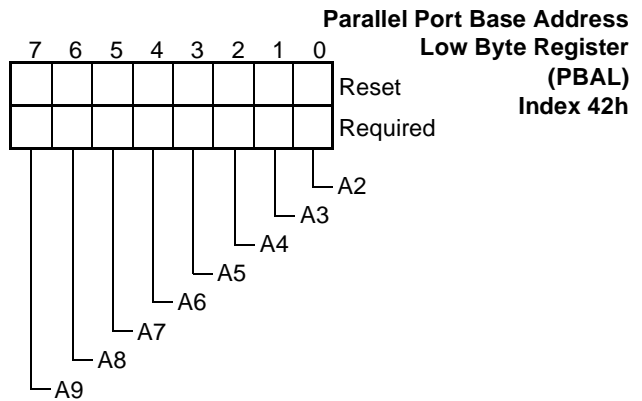 Parallel Port Base Address
Low Byte Register
(PBAL)
Index 42h
7 6 5 4 3 2 1 0
Reset
Required
A2
A3
A4
A5
A6
A7
A8
A9